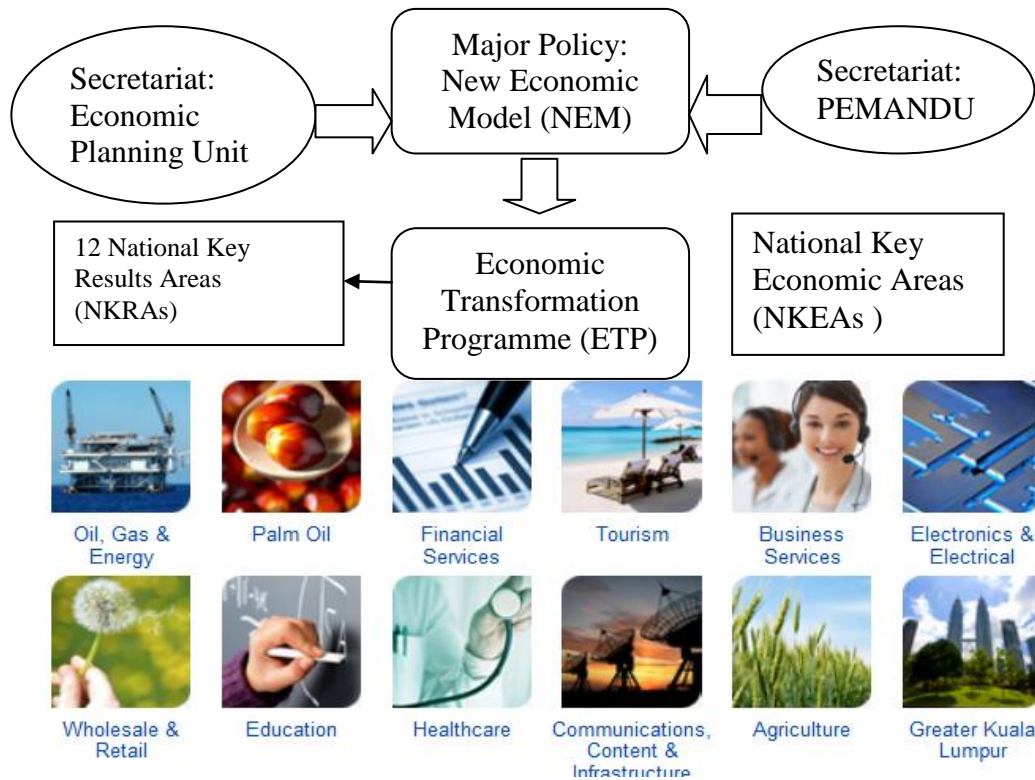 Secretariat:
Economic
Planning Unit
Major Policy:
New Economic
Model (NEM)
Secretariat:
PEMANDU
12 National Key
Results Areas
(NKRAs)
Economic
Transformation
Programme (ETP)
National Key
Economic Areas
(NKEAs )
Oil, Gas &
Energy
Palm Oil
Financial
Services
Tourism
Business
Services
Electronics &
Electrical
Wholesale &
Retail
Education
Healthcare
Communications,
Content &
Infrastructure
Agriculture
Greater Kuala
Lumpur